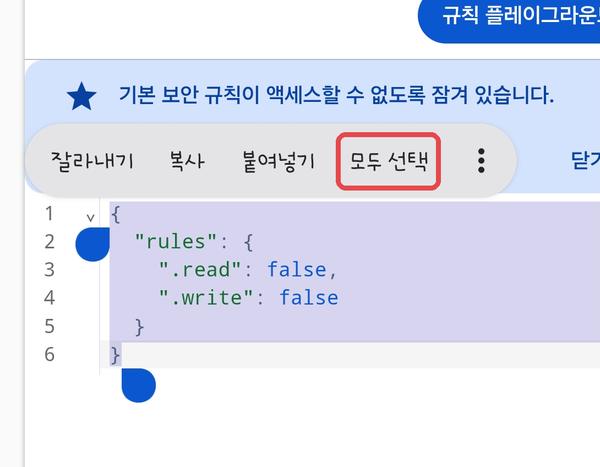 규칙 플레이그라운드
기본 보안 규칙이 액세스할 수 없도록 잠겨 있습니다.
잘라내기 복사 붙여넣기 모두 선택
닫기
1 {
2 "rules": {
3 ".read": false,
4 ".write": false
5 }
6 }